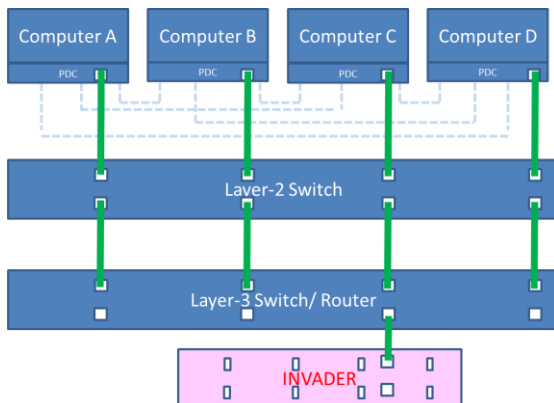 Computer A
Computer B
Computer C
Computer D
PDC
PDC
PDC
PDC
Layer-2 Switch
Layer-3 Switch/ Router
INVADER